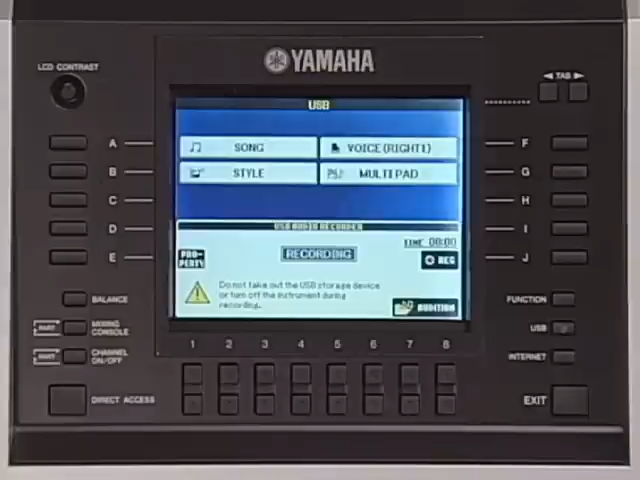 YAMAHA
LCD CONTRAST
◀ TAB ▶
USB
A
SONG
VOICE(RIGHT1)
F
B
STYLE
MULTI PAD
G
C
H
D
USB AUDIO RECORDER
I
TIME 00:00
E
PRO-
PERTY
RECORDING
REC
J
Do not take out the USB storage device
or turn off the instrument during
recording.
AUDITION
BALANCE
FUNCTION
PART
MIXING
CONSOLE
USB
PART
CHANNEL
ON/OFF
INTERNET
1 2 3 4 5 6 7 8
DIRECT ACCESS
EXIT